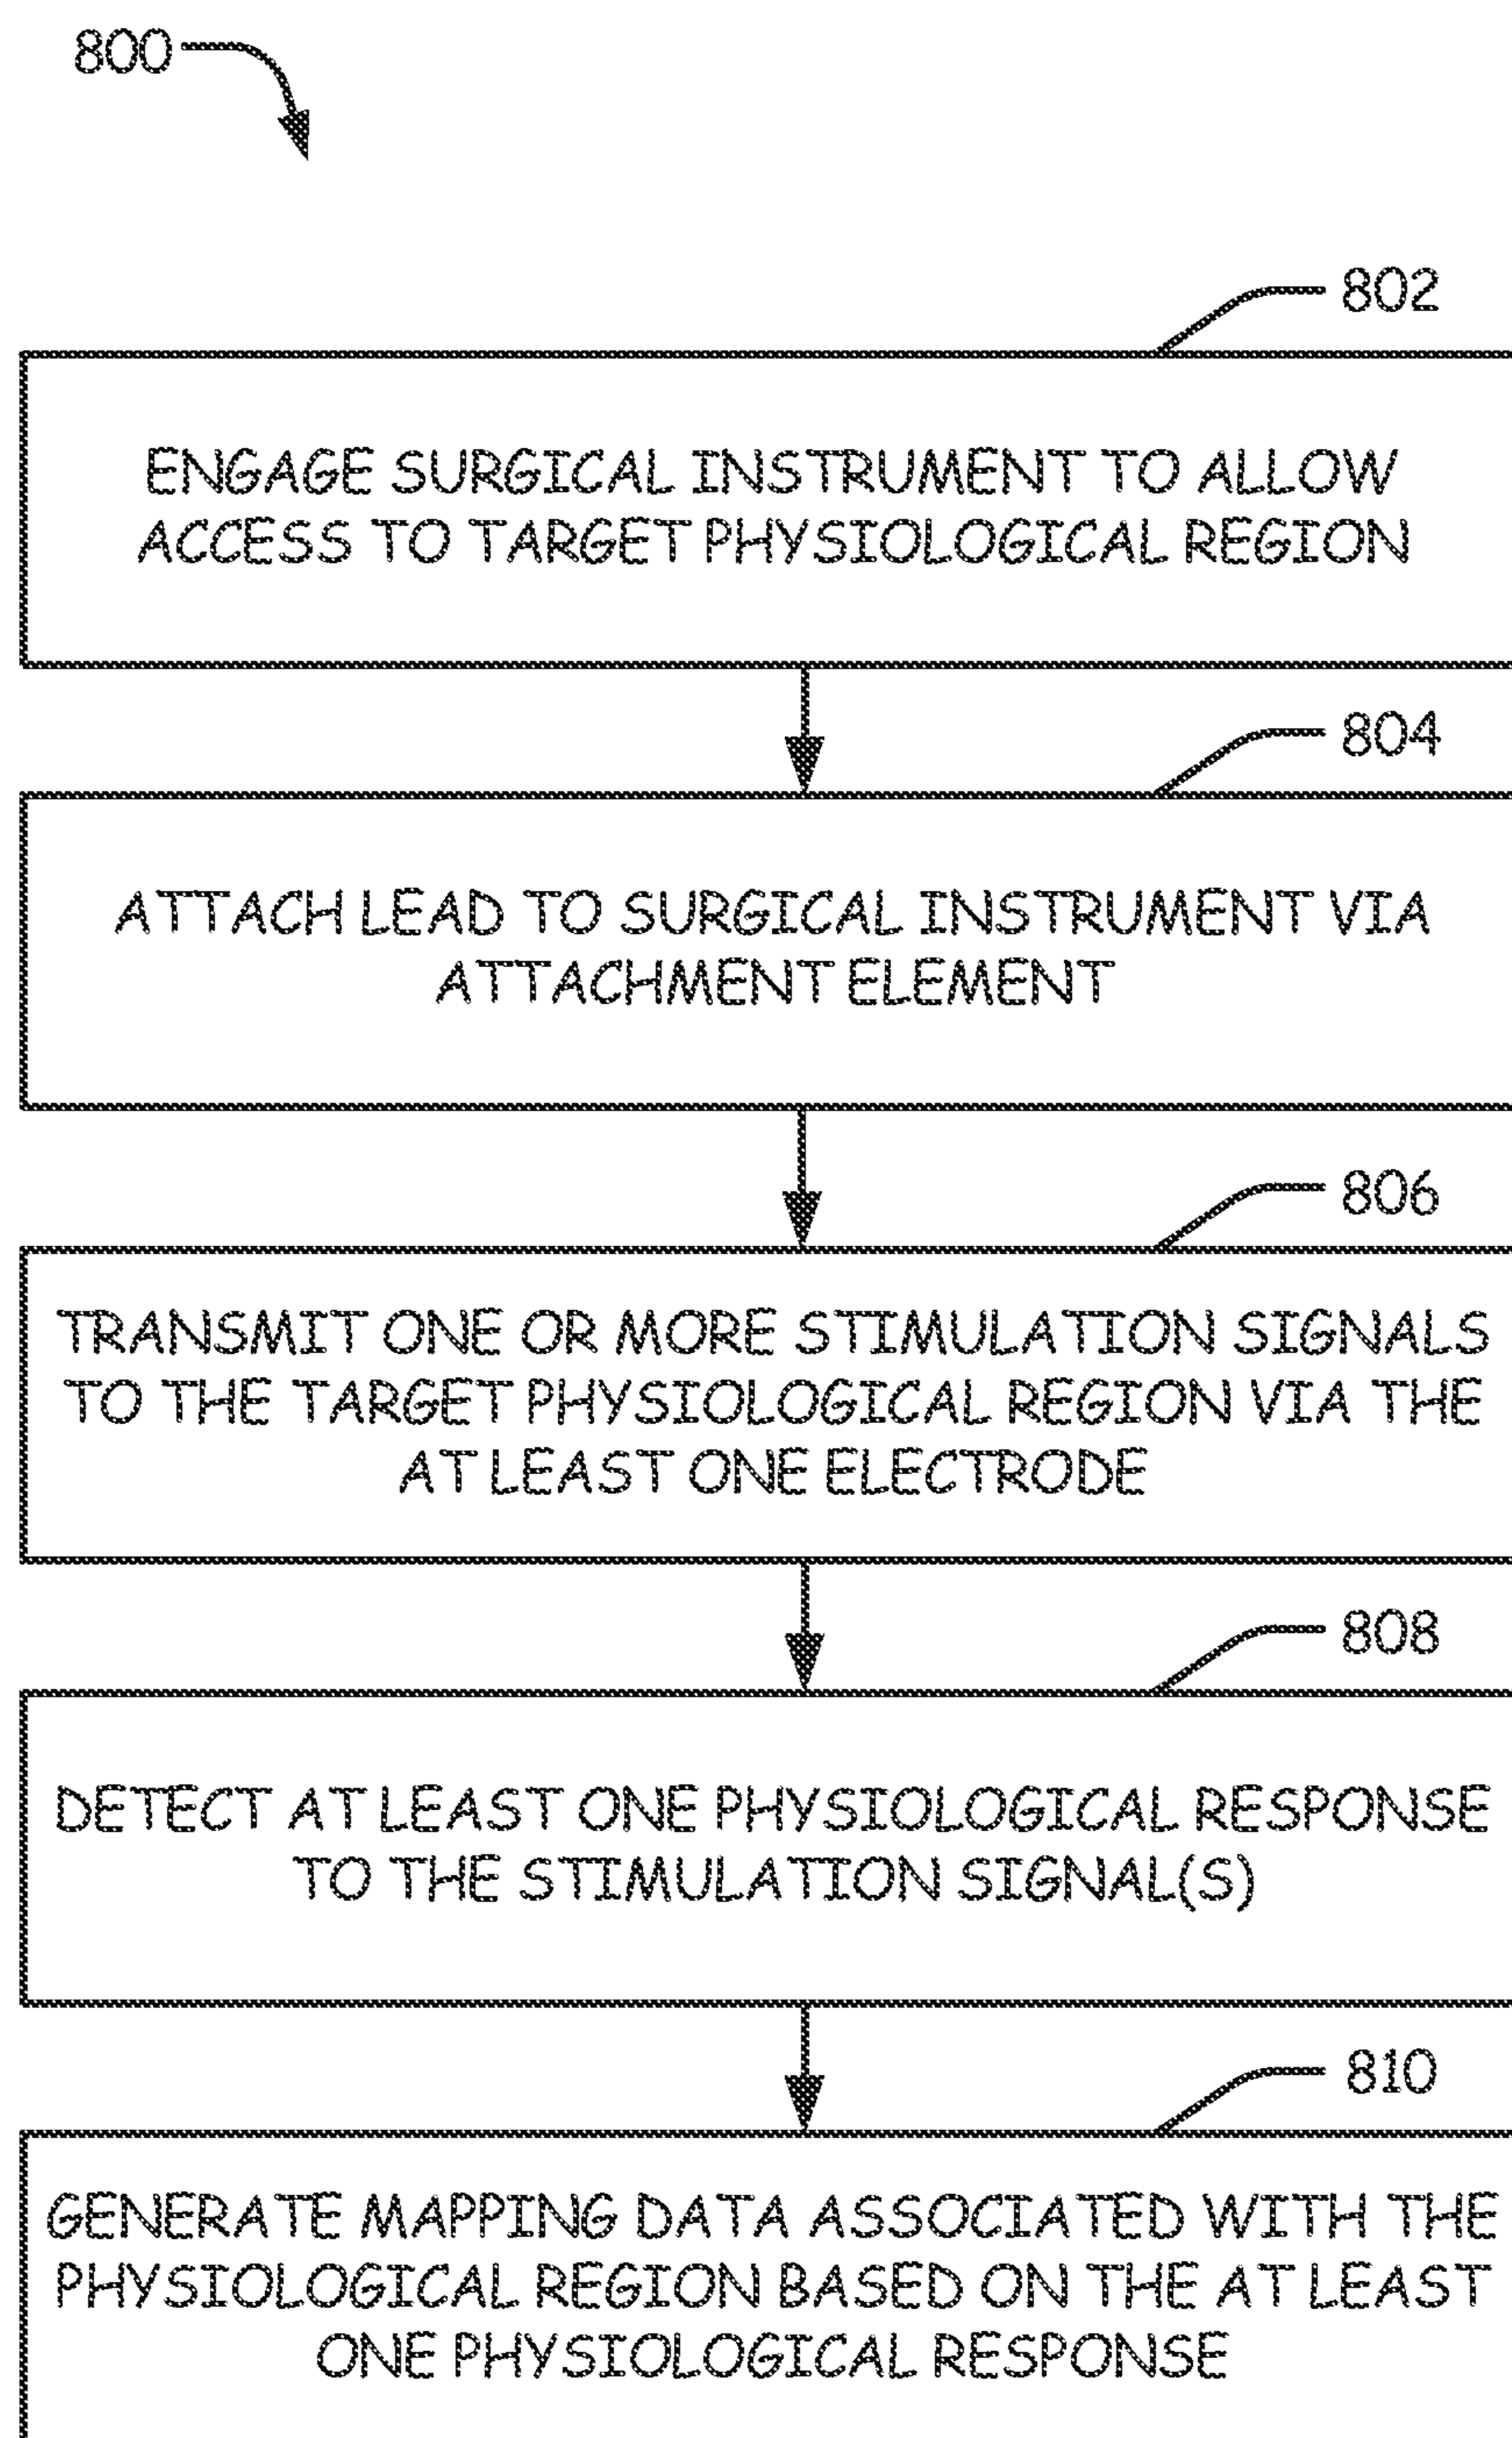 800
802
ENGAGE SURGICAL INSTRUMENT TO ALLOW
ACCESS TO TARGET PHYSIOLOGICAL REGION
804
ATTACH LEAD TO SURGICAL INSTRUMENT VIA
ATTACHMENT ELEMENT
806
TRANSMIT ONE OR MORE STIMULATION SIGNALS
TO THE TARGET PHYSIOLOGICAL REGION VIA THE
AT LEAST ONE ELECTRODE
808
DETECT AT LEAST ONE PHYSIOLOGICAL RESPONSE
TO THE STIMULATION SIGNAL(S)
810
GENERATE MAPPING DATA ASSOCIATED WITH THE
PHYSIOLOGICAL REGION BASED ON THE AT LEAST
ONE PHYSIOLOGICAL RESPONSE